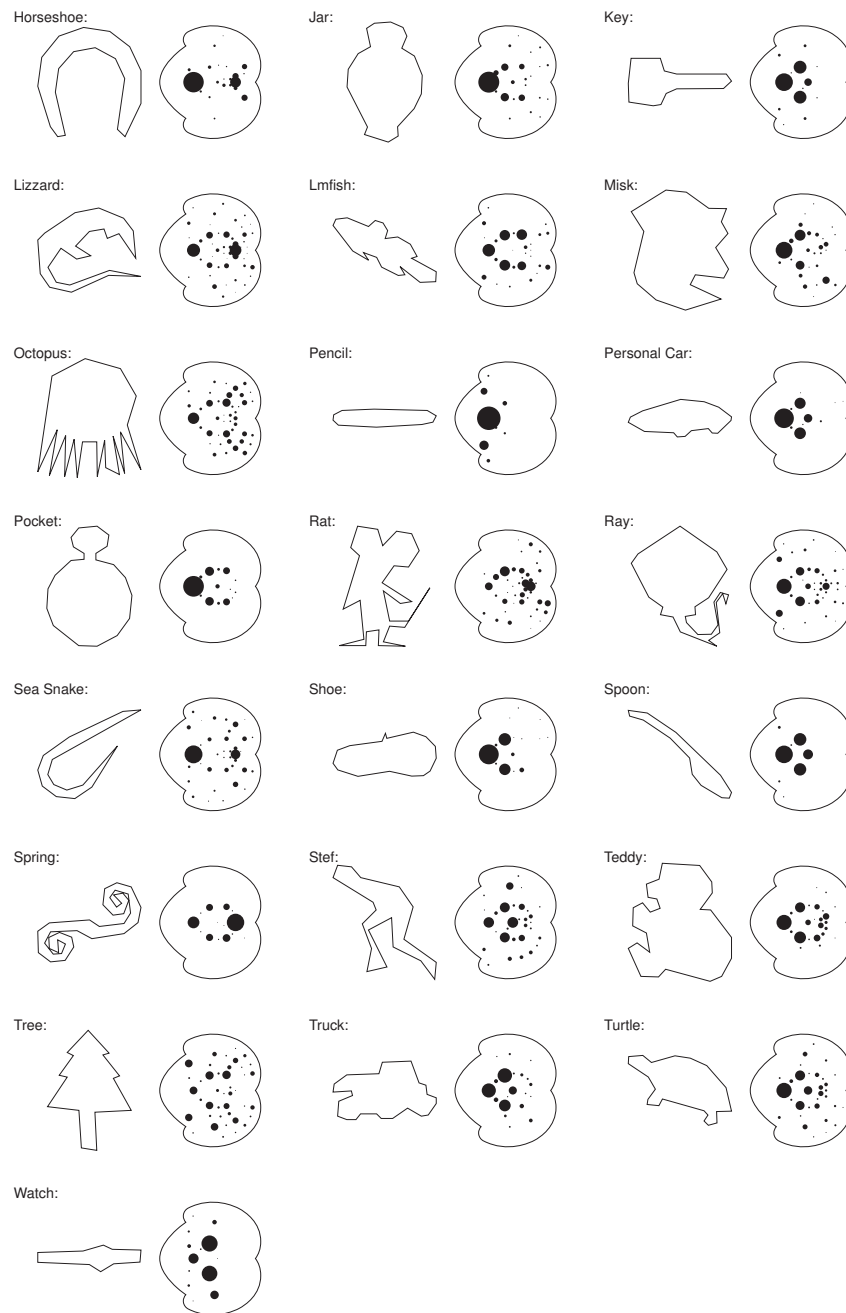 Horseshoe:
Jar:
Key:
Lizzard:
Lmfish:
Misk:
Octopus:
Pencil:
Personal Car:
Pocket:
Rat:
Ray:
Sea Snake:
Shoe:
Spoon:
Spring:
Stef:
Teddy:
Tree:
Truck:
Turtle:
Watch: